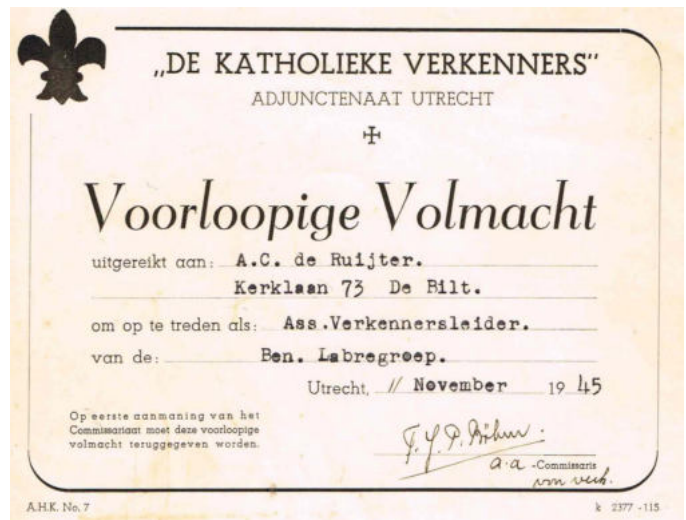 „DE KATHOLIEKE VERKENNERS”
ADJUNCTENAAT UTRECHT
Voorloopige Volmacht
uitgereikt aan: A.C. de Ruijter.
Kerklaan 73 De Bilt.
om op te treden als: Ass.Verkennersleider.
van de: Ben. Labregroep.
Utrecht, 11 November 1945
Op eerste aanmaning van het
Commissariaat moet deze voorloopige
volmacht teruggegeven worden.
F.J.P. Böhm.
a.a -Commissaris
van verk.
A.H.K. No. 7
k 2377 - 115